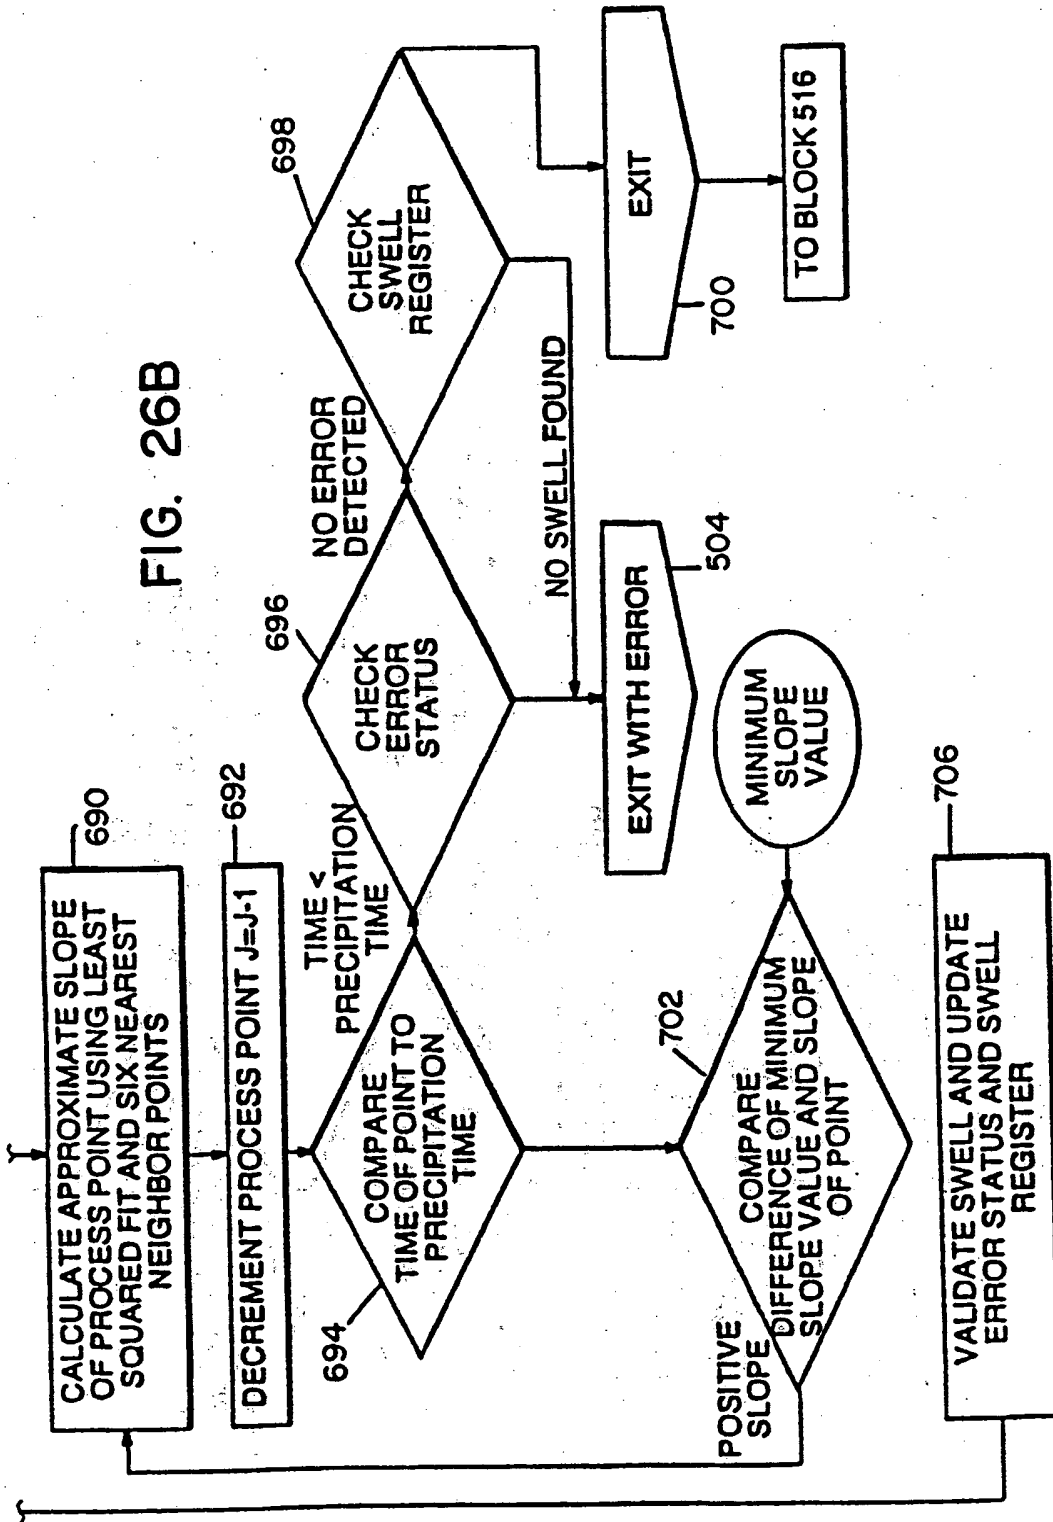 FIG. 26B
690
CALCULATE APPROXIMATE SLOPE
OF PROCESS POINT USING LEAST
SQUARED FIT AND SIX NEAREST
NEIGHBOR POINTS
692
DECREMENT PROCESS POINT J=J-1
694
COMPARE
TIME OF POINT TO
PRECIPITATION
TIME
TIME <
PRECIPITATION
TIME
696
CHECK
ERROR
STATUS
NO ERROR
DETECTED
698
CHECK
SWELL
REGISTER
NO SWELL FOUND
EXIT WITH ERROR
504
EXIT
700
TO BLOCK 516
702
COMPARE
DIFFERENCE OF MINIMUM
SLOPE VALUE AND SLOPE
OF POINT
POSITIVE
SLOPE
MINIMUM
SLOPE
VALUE
706
VALIDATE SWELL AND UPDATE
ERROR STATUS AND SWELL
REGISTER